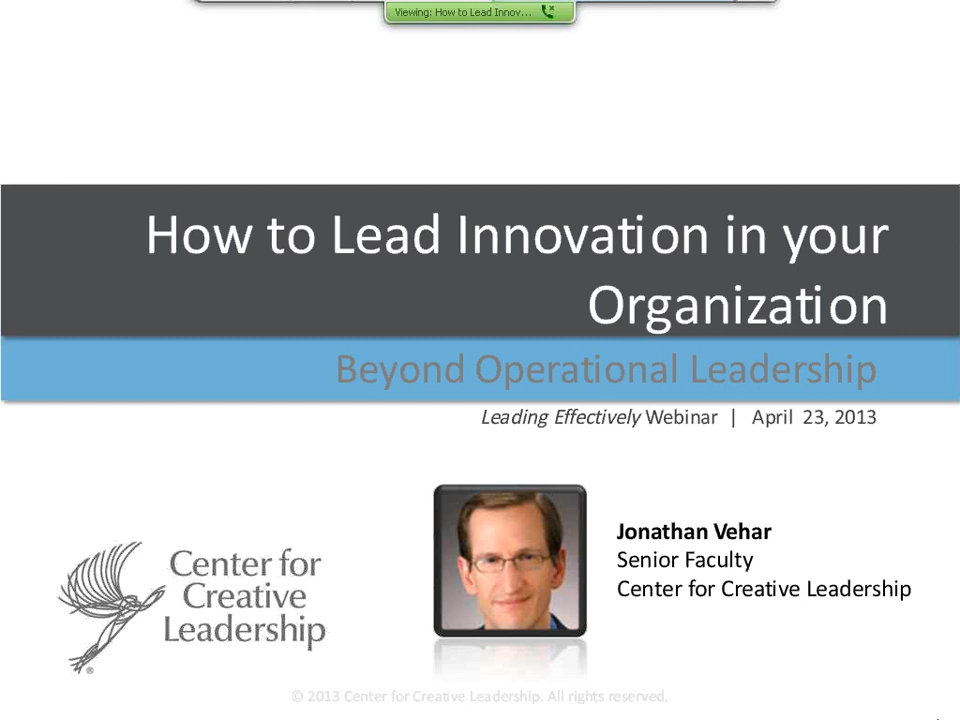 Viewing: How to Lead Innov...
How to Lead Innovation in your
Organization
Beyond Operational Leadership
Leading Effectively Webinar | April 23, 2013
Jonathan Vehar
Senior Faculty
Center for Creative Leadership
Center for
Creative
Leadership
®
© 2013 Center for Creative Leadership. All rights reserved.